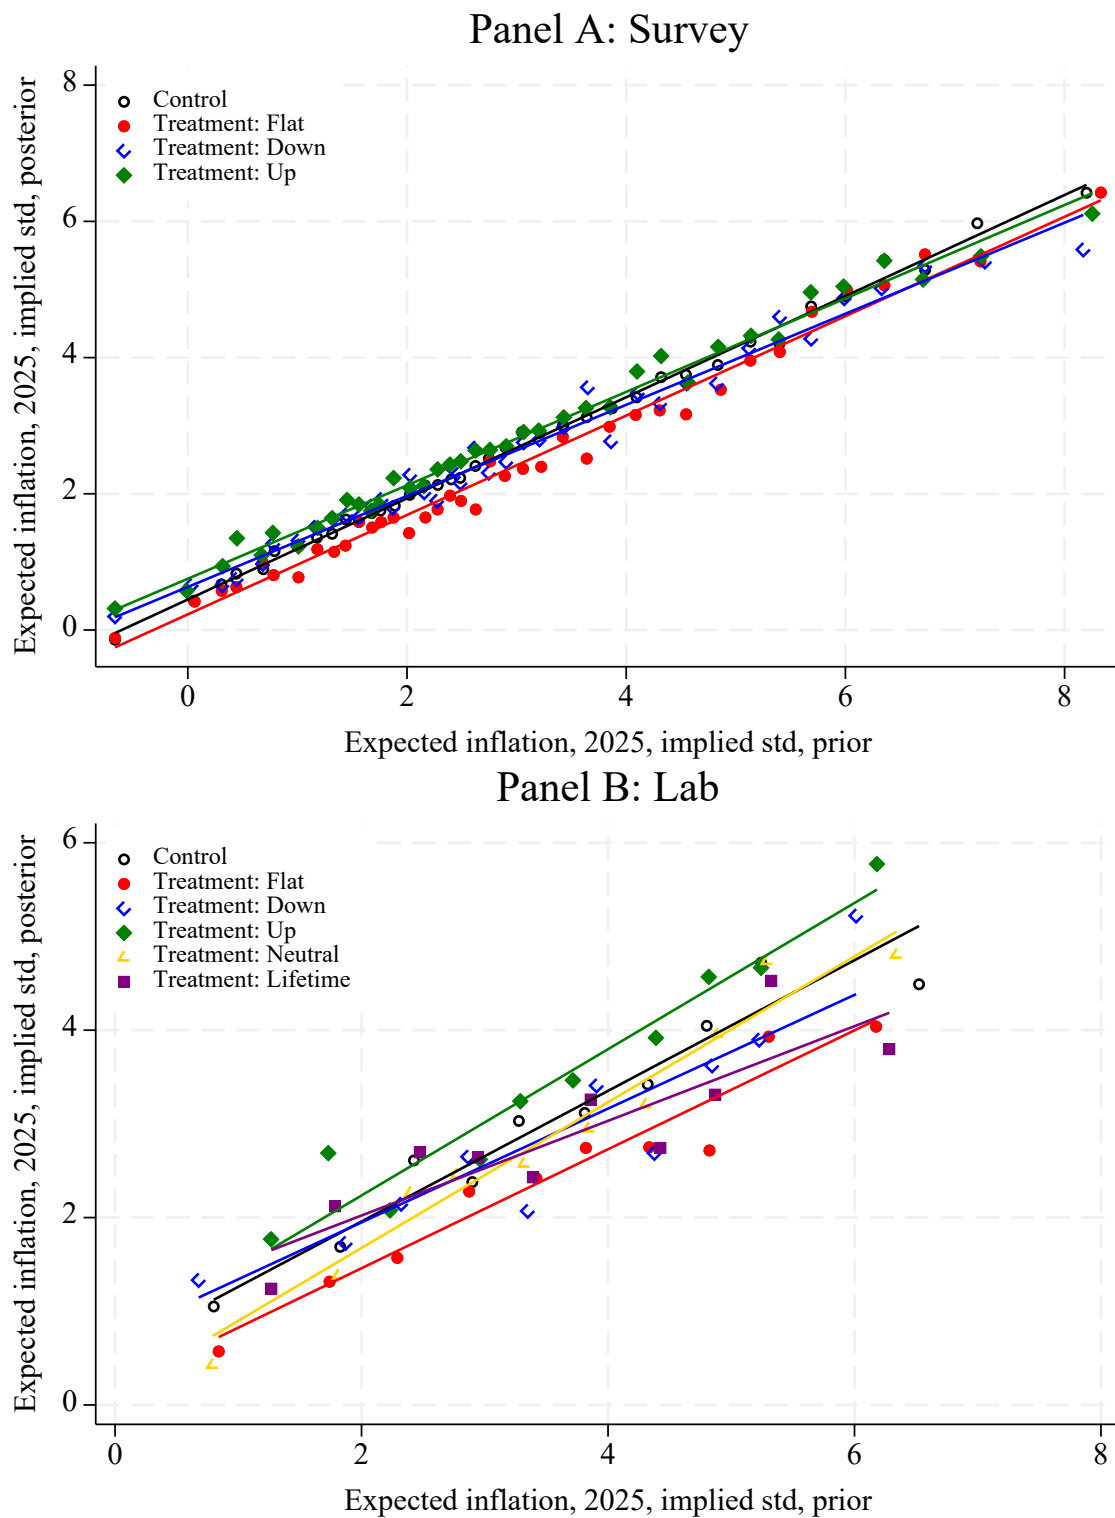 Panel A: Survey
Expected inflation, 2025, implied std, posterior
8
6
4
2
0
Control
Treatment: Flat
Treatment: Down
Treatment: Up
0 2 4 6 8
Expected inflation, 2025, implied std, prior
Panel B: Lab
Expected inflation, 2025, implied std, posterior
6
4
2
0
Control
Treatment: Flat
Treatment: Down
Treatment: Up
Treatment: Neutral
Treatment: Lifetime
0 2 4 6 8
Expected inflation, 2025, implied std, prior